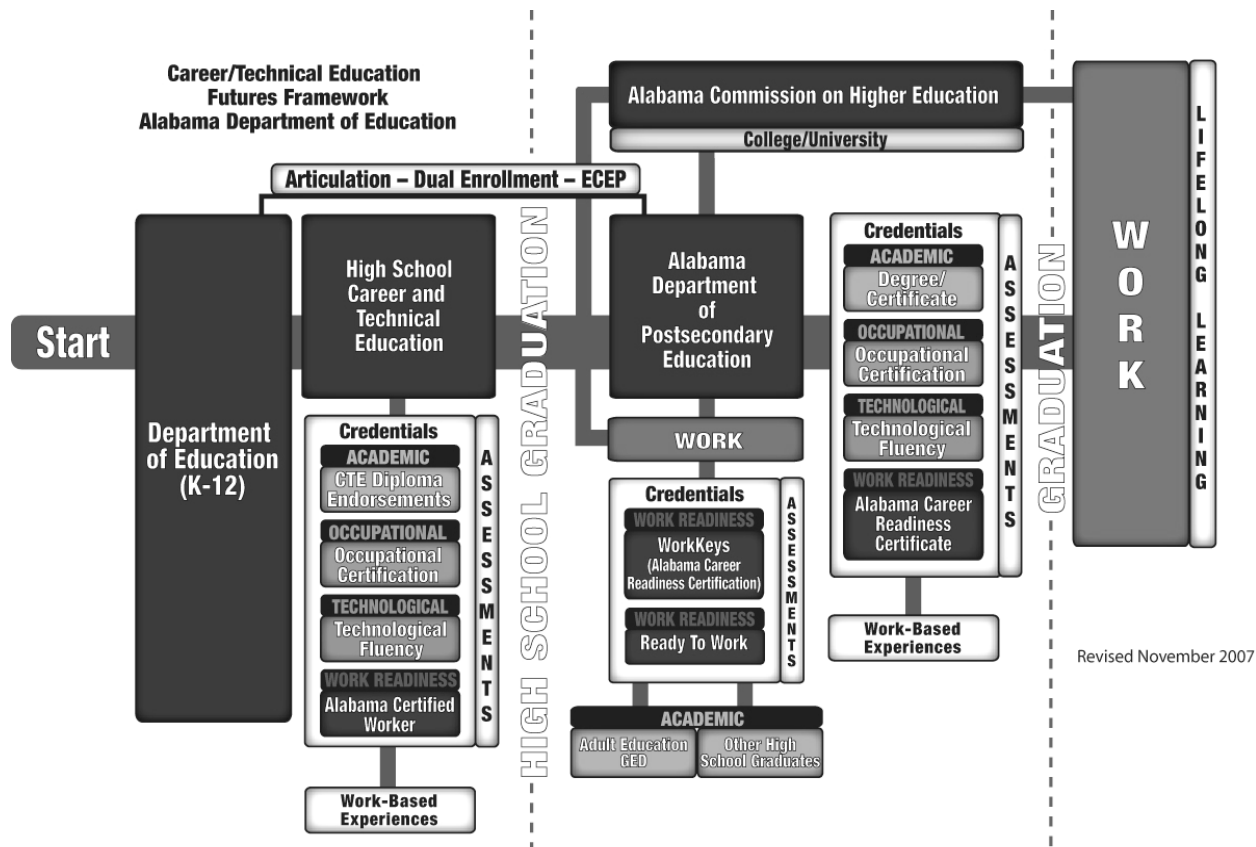 Career/Technical Education
Futures Framework
Alabama Department of Education
Alabama Commission on Higher Education
College/University
Articulation – Dual Enrollment – ECEP
Start
Department
of Education
(K-12)
High School
Career and
Technical
Education
Credentials
ACADEMIC
CTE Diploma
Endorsements
OCCUPATIONAL
Occupational
Certification
TECHNOLOGICAL
Technological
Fluency
WORK READINESS
Alabama Certified
Worker
ASSESSMENTS
Work-Based
Experiences
HIGH SCHOOL GRADUATION
Alabama
Department
of
Postsecondary
Education
WORK
Credentials
WORK READINESS
WorkKeys
(Alabama Career
Readiness Certification)
WORK READINESS
Ready To Work
ASSESSMENTS
ACADEMIC
Adult Education
GED
Other High
School Graduates
Credentials
ACADEMIC
Degree/
Certificate
OCCUPATIONAL
Occupational
Certification
TECHNOLOGICAL
Technological
Fluency
WORK READINESS
Alabama Career
Readiness
Certificate
ASSESSMENTS
Work-Based
Experiences
GRADUATION
WORK
LIFELONG LEARNING
Revised November 2007